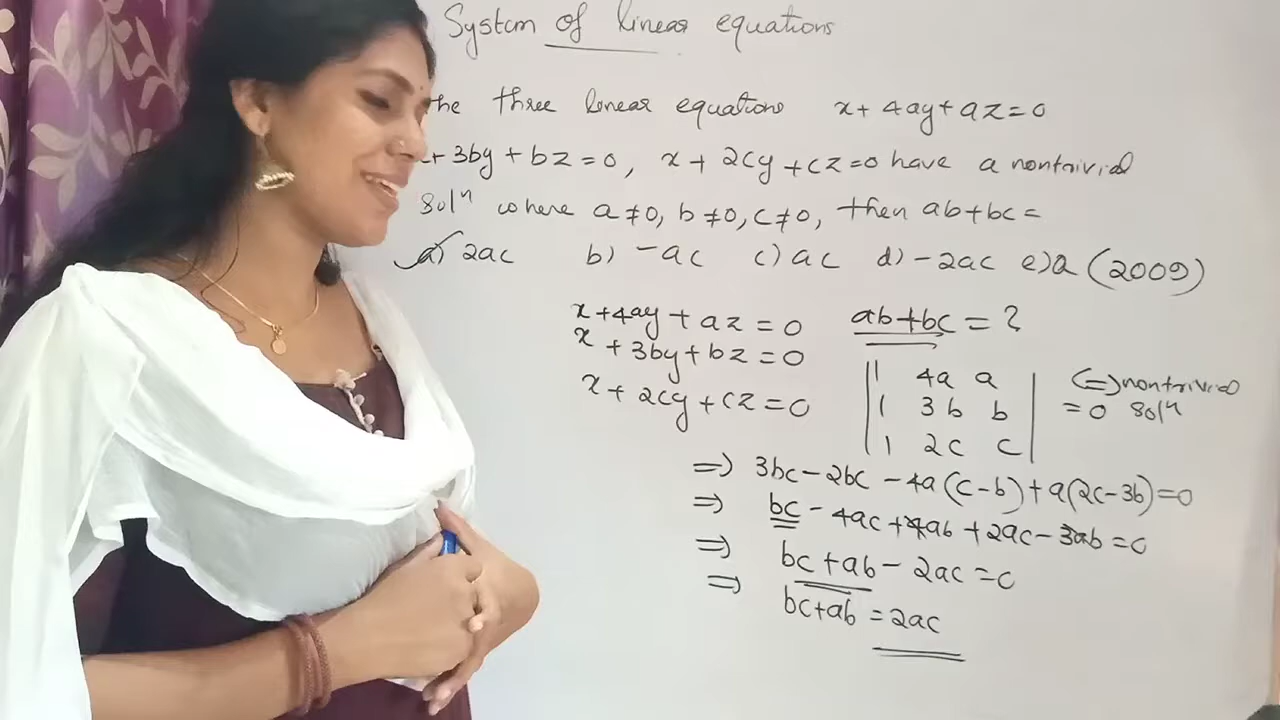 System of linear equations
the three linear equations x + 4ay + az = 0
+ 3by + bz = 0, x + 2cy + cz = 0 have a nontrivial
solⁿ where a ≠ 0, b ≠ 0, c ≠ 0, then ab + bc =
a) 2ac b) -ac c) ac d) -2ac e) a (2009)
x + 4ay + az = 0 ab + bc = ?
x + 3by + bz = 0
x + 2cy + cz = 0
| 1 4a a |
| 1 3b b | = 0 <=> nontrivial solⁿ
| 1 2c c |
=> 3bc - 2bc - 4a(c-b) + a(2c-3b) = 0
=> bc - 4ac + 4ab + 2ac - 3ab = 0
=> bc + ab - 2ac = 0
=> bc + ab = 2ac